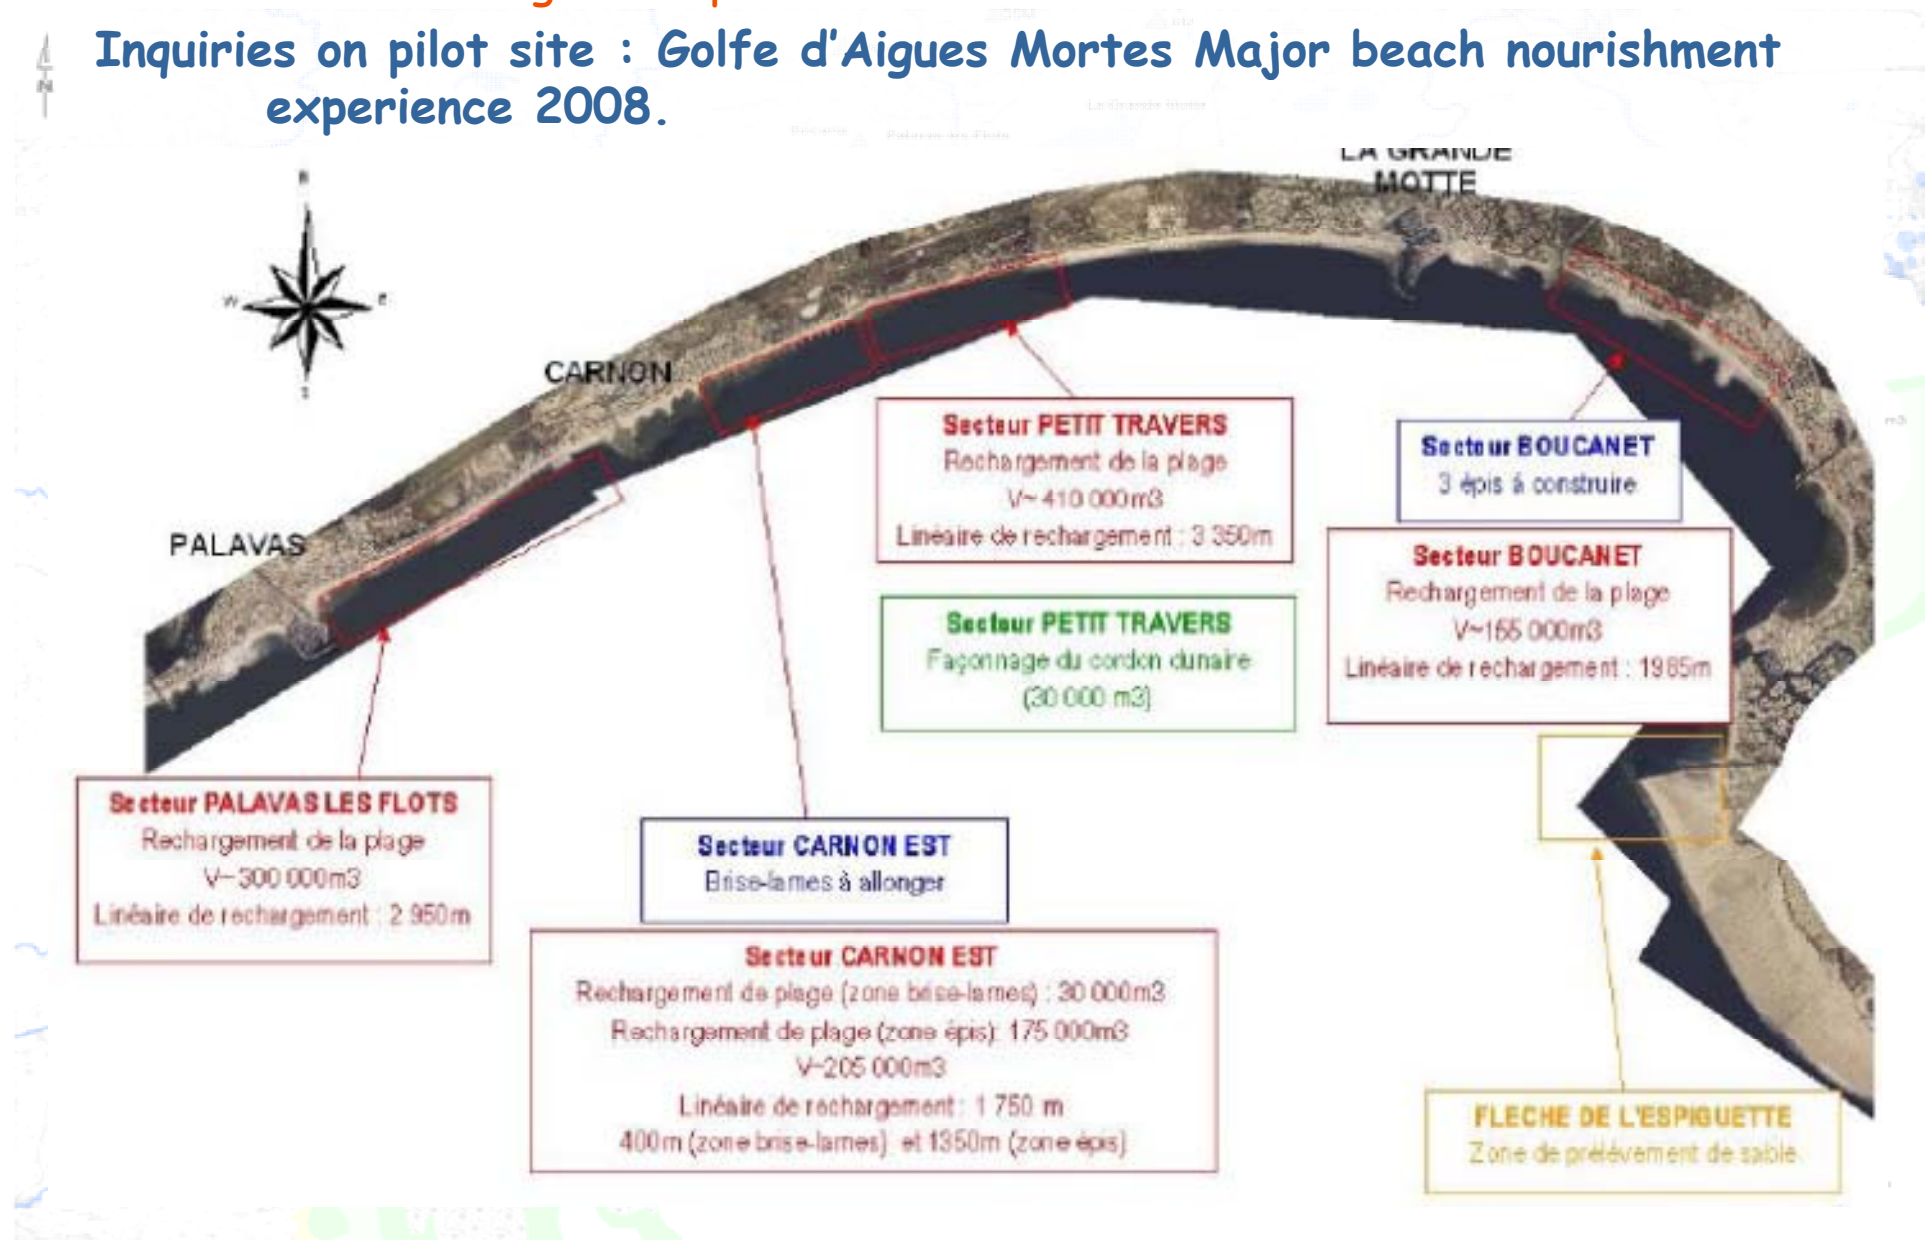 Inquiries on pilot site : Golfe d'Aigues Mortes Major beach nourishment
experience 2008.
LA GRANDE
MOTTE
N
W
E
S
CARNON
PALAVAS
Secteur PETIT TRAVERS
Rechargement de la plage
V~ 410 000m3
Linéaire de rechargement : 3 350m
Secteur BOUCANET
3 épis á construire
Secteur BOUCANET
Rechargement de la plage
V~155 000m3
Linéaire de rechargement : 1985m
Secteur PETIT TRAVERS
Façonnage du cordon dunaire
(30 000 m3)
Secteur PALAVAS LES FLOTS
Rechargement de la plage
V~300 000m3
Linéaire de rechargement : 2 950m
Secteur CARNON EST
Brise-lames à allonger
Secteur CARNON EST
Rechargement de plage (zone brise-lames) : 30 000m3
Rechargement de plage (zone épis): 175 000m3
V~205 000m3
Linéaire de rechargement : 1 750 m
400m (zone brise-lames) et 1350m (zone épis)
FLECHE DE L'ESPIGUETTE
Zone de prélèvement de sable